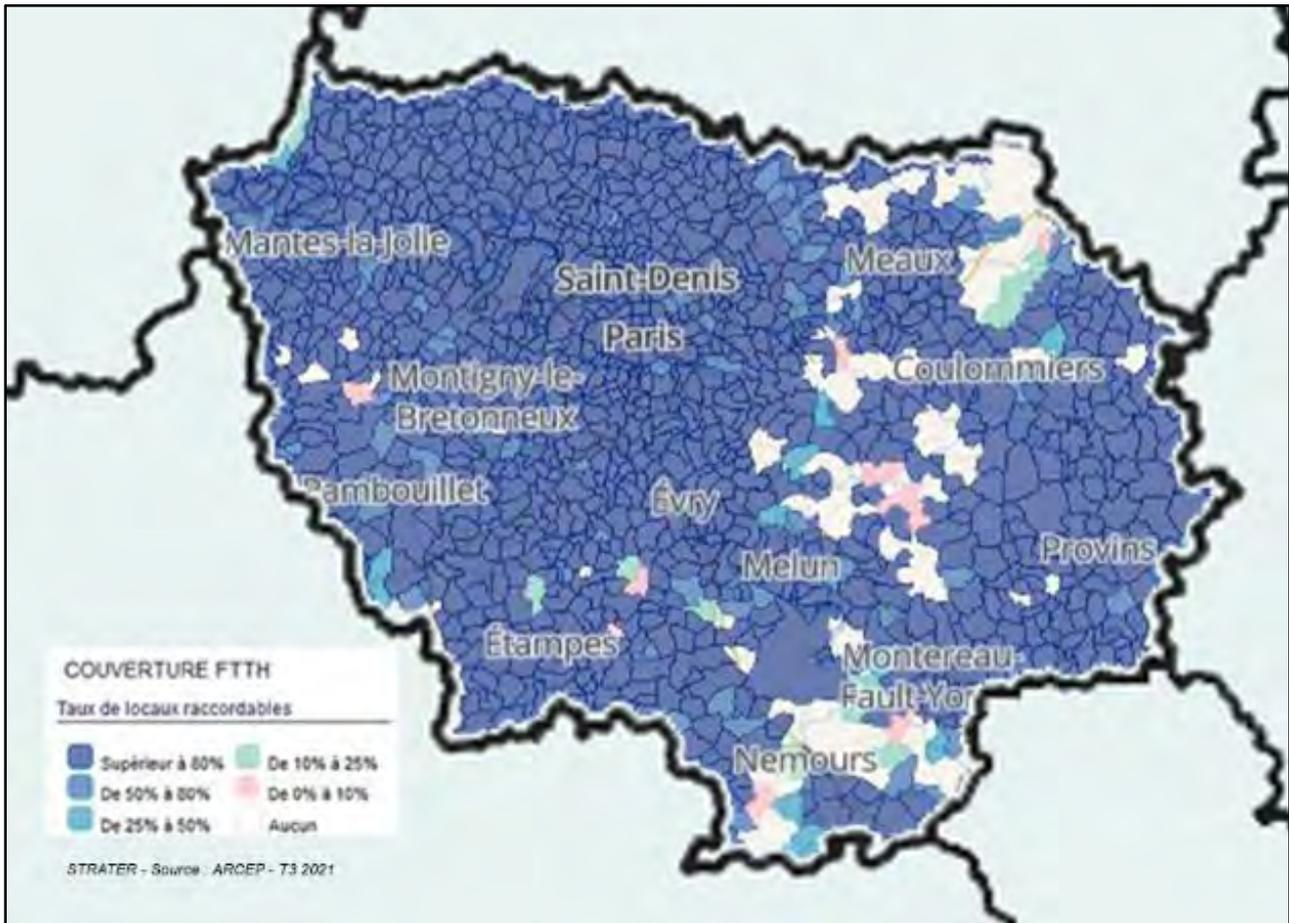 Mantes-la-Jolie
Saint-Denis
Meaux
Paris
Montigny-le-
Bretonneux
Coulommiers
Rambouillet
Évry
Melun
Provins
Étampes
Montereau-
Fault-Yor
Nemours
COUVERTURE FTTH
Taux de locaux raccordables
Supérieur à 80%
De 10% à 25%
De 50% à 80%
De 0% à 10%
De 25% à 50%
Aucun
STRATER - Source : ARCEP - T3 2021